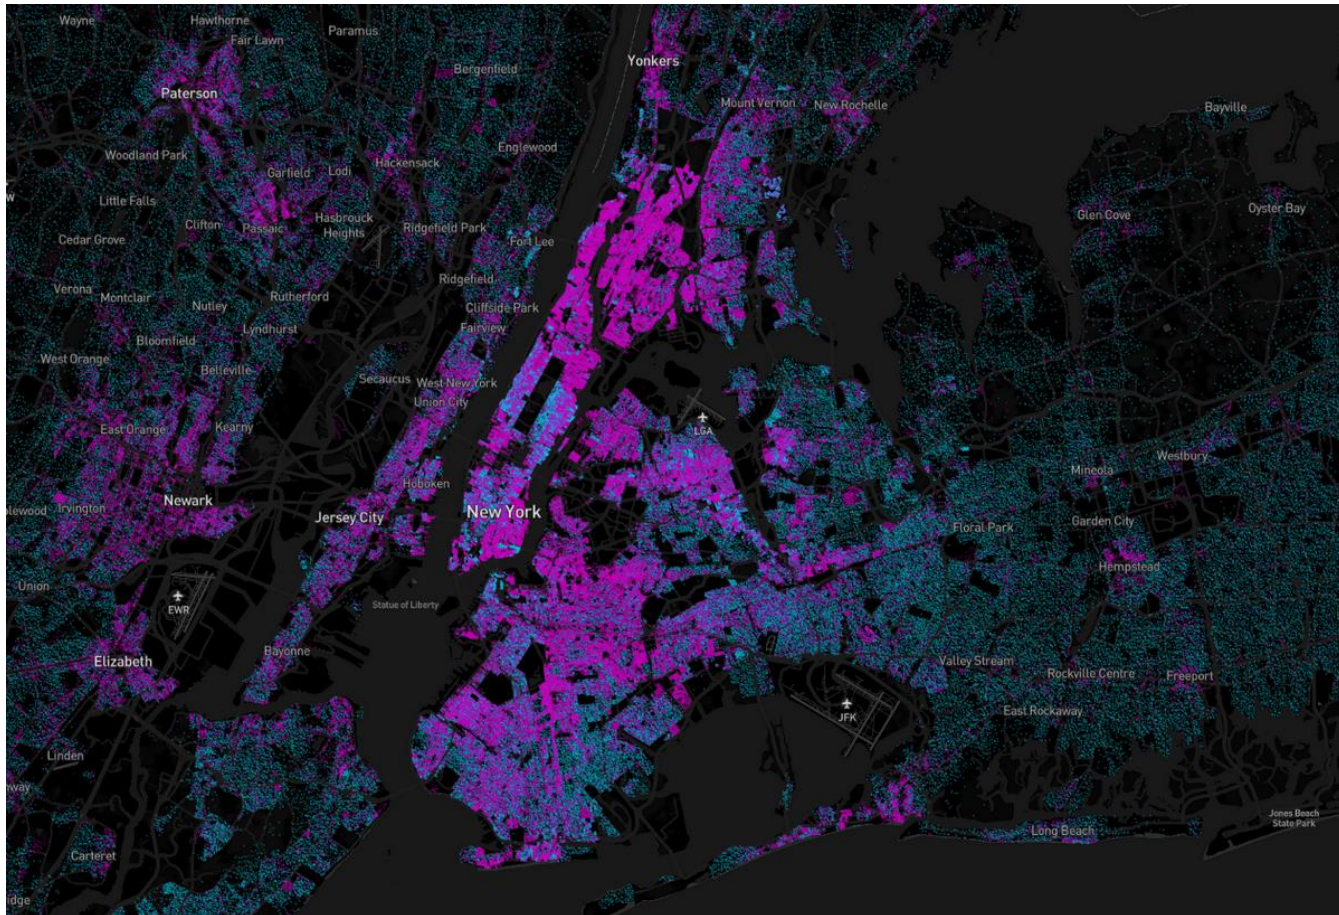 Wayne
Hawthorne
Fair Lawn
Paramus
Bergenfield
Yonkers
Paterson
Mount Vernon
New Rochelle
Bayville
Woodland Park
Englewood
Hackensack
Garfield
Lodi
W
Little Falls
Glen Cove
Oyster Bay
Clifton
Passaic
Hasbrouck
Heights
Ridgefield Park
Cedar Grove
Fort Lee
Ridgefield
Verona
Montclair
Nutley
Rutherford
Cliffside Park
Lyndhurst
Fairview
Bloomfield
West Orange
Belleville
Secaucus
West New York
Union City
East Orange
Kearny
LGA
Westbury
Mineola
Hoboken
Newark
plewood
Irvington
Jersey City
New York
Floral Park
Garden City
Hempstead
Union
EWR
Statue of Liberty
Bayonne
Elizabeth
Valley Stream
Rockville Centre
Freeport
JFK
East Rockaway
Linden
way
Jones Beach
State Park
Long Beach
Carteret
ridge